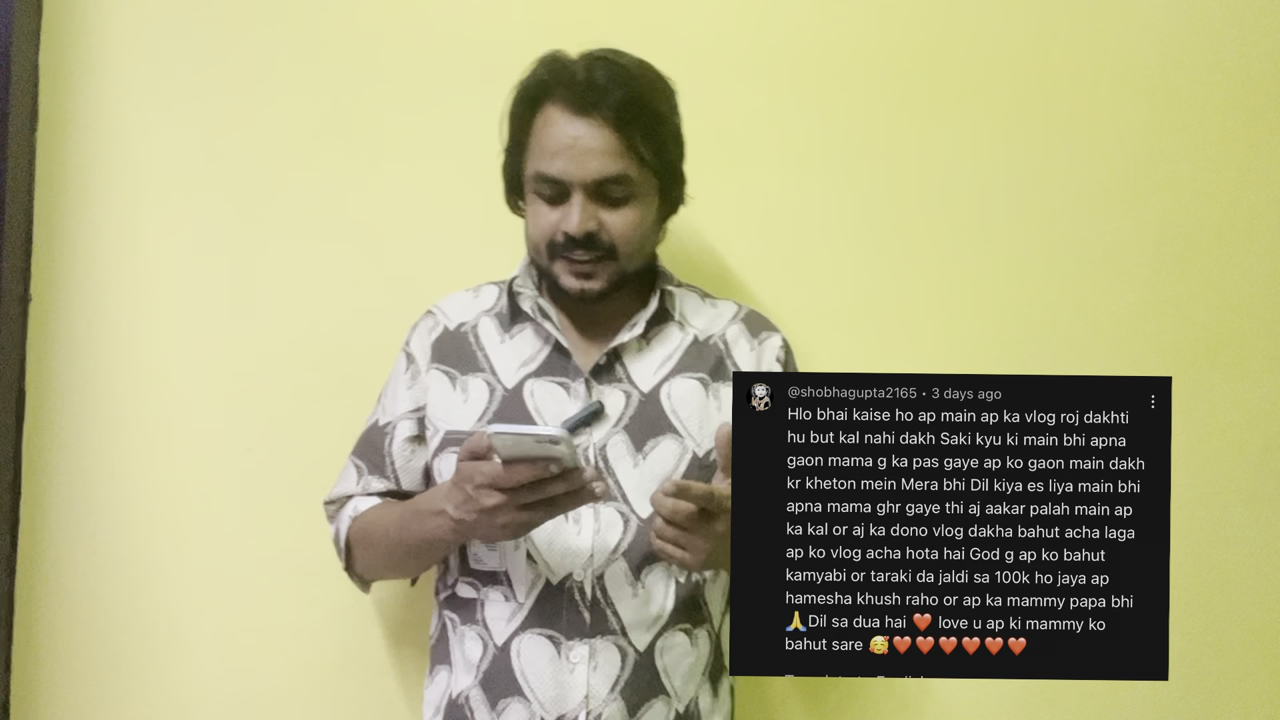 @shobhagupta2165 • 3 days ago
Hlo bhai kaise ho ap main ap ka vlog roj dakhti
hu but kal nahi dakh Saki kyu ki main bhi apna
gaon mama g ka pas gaye ap ko gaon main dakh
kr kheton mein Mera bhi Dil kiya es liya main bhi
apna mama ghr gaye thi aj aakar palah main ap
ka kal or aj ka dono vlog dakha bahut acha laga
ap ko vlog acha hota hai God g ap ko bahut
kamyabi or taraki da jaldi sa 100k ho jaya ap
hamesha khush raho or ap ka mammy papa bhi
🙏Dil sa dua hai ❤️ love u ap ki mammy ko
bahut sare 🥰❤️❤️❤️❤️❤️❤️